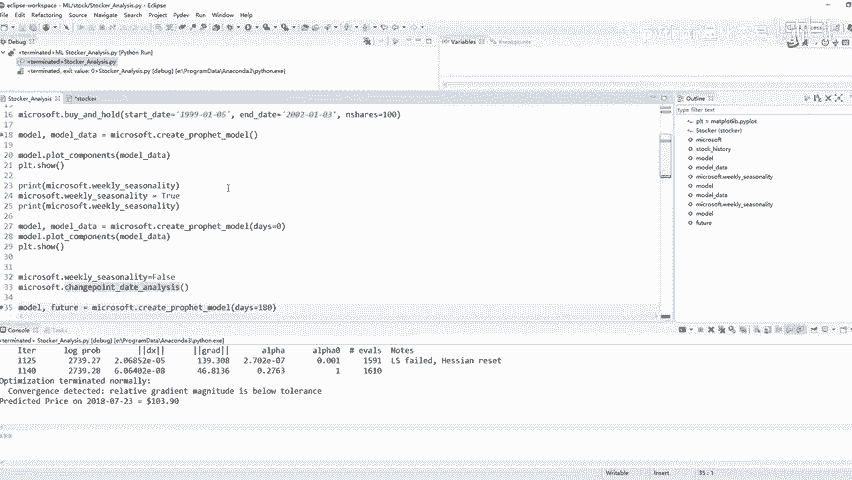 eclipse-workspace - ML/stock/Stocker_Analysis.py - Eclipse
Edit Refactoring Source Navigate Search Project Pydev Run Window Help
Debug
<terminated>ML Stocker_Analysis.py [Python Run]
<terminated>Stocker_Analysis.py
<terminated, exit value: 0>Stocker_Analysis.py [debug] [e:\ProgramData\Anaconda3\python.exe]
Variables Breakpoints
Stocker_Analysis *stocker
16 microsoft.buy_and_hold(start_date='1999-01-05', end_date='2002-01-03', nshares=100)
17
18 model, model_data = microsoft.create_prophet_model()
19
20 model.plot_components(model_data)
21 plt.show()
22
23 print(microsoft.weekly_seasonality)
24 microsoft.weekly_seasonality = True
25 print(microsoft.weekly_seasonality)
26
27 model, model_data = microsoft.create_prophet_model(days=0)
28 model.plot_components(model_data)
29 plt.show()
30
31
32 microsoft.weekly_seasonality=False
33 microsoft.changepoint_date_analysis()
34
35 model, future = microsoft.create_prophet_model(days=180)
Outline
type filter text
plt = matplotlib.pyplot
Stocker (stocker)
microsoft
stock_history
model
model_data
microsoft.weekly_seasonality
model
model_data
microsoft.weekly_seasonality
model
future
Console Tasks
<terminated>Stocker_Analysis.py [debug] [e:\ProgramData\Anaconda3\python.exe]
Iter log prob ||dx|| ||grad|| alpha alpha0 # evals Notes
1125 2739.27 2.06852e-05 139.308 2.702e-07 0.001 1591 LS failed, Hessian reset
1140 2739.28 6.06402e-08 46.8136 0.2763 1 1610
Optimization terminated normally:
Convergence detected: relative gradient magnitude is below tolerance
Predicted Price on 2018-07-23 = $103.90
>>>
Writable Insert 35 : 1